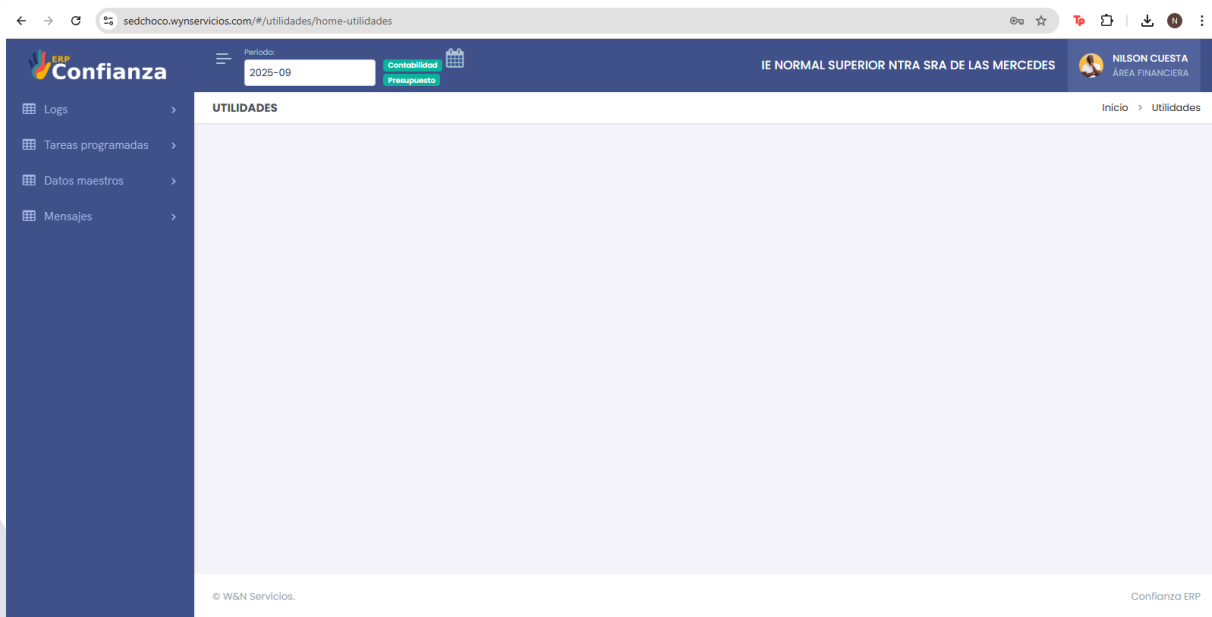 sedchoco.wynservicios.com/#/utilidades/home-utilidades
Tp
N
ERP
Confianza
Periodo:
2025-09
Contabilidad
Presupuesto
IE NORMAL SUPERIOR NTRA SRA DE LAS MERCEDES
NILSON CUESTA
ÁREA FINANCIERA
Logs
UTILIDADES
Inicio > Utilidades
Tareas programadas
Datos maestros
Mensajes
© W&N Servicios.
Confianza ERP